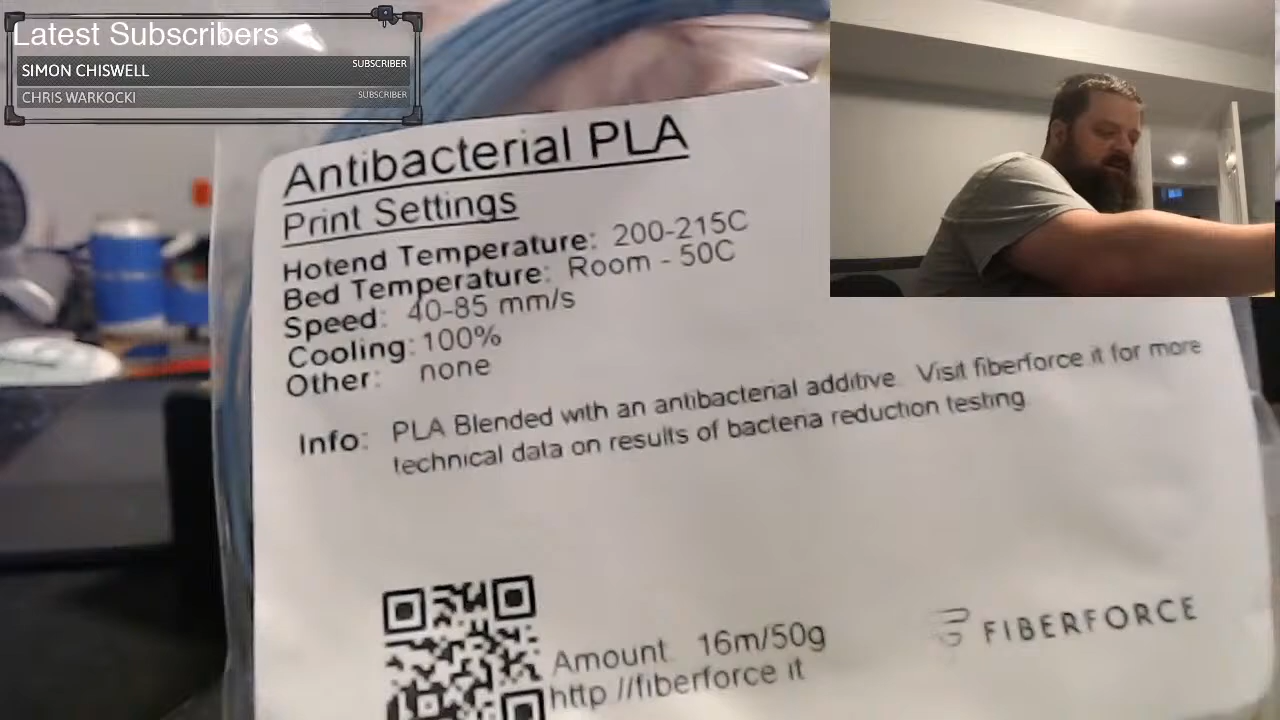 Latest Subscribers
SIMON CHISWELL SUBSCRIBER
CHRIS WARKOCKI SUBSCRIBER
Antibacterial PLA
Print Settings
Hotend Temperature: 200-215C
Bed Temperature: Room - 50C
Speed: 40-85 mm/s
Cooling: 100%
Other: none
Info: PLA Blended with an antibacterial additive. Visit fiberforce it for more
technical data on results of bacteria reduction testing
Amount 16m/50g
http //fiberforce it
FIBERFORCE